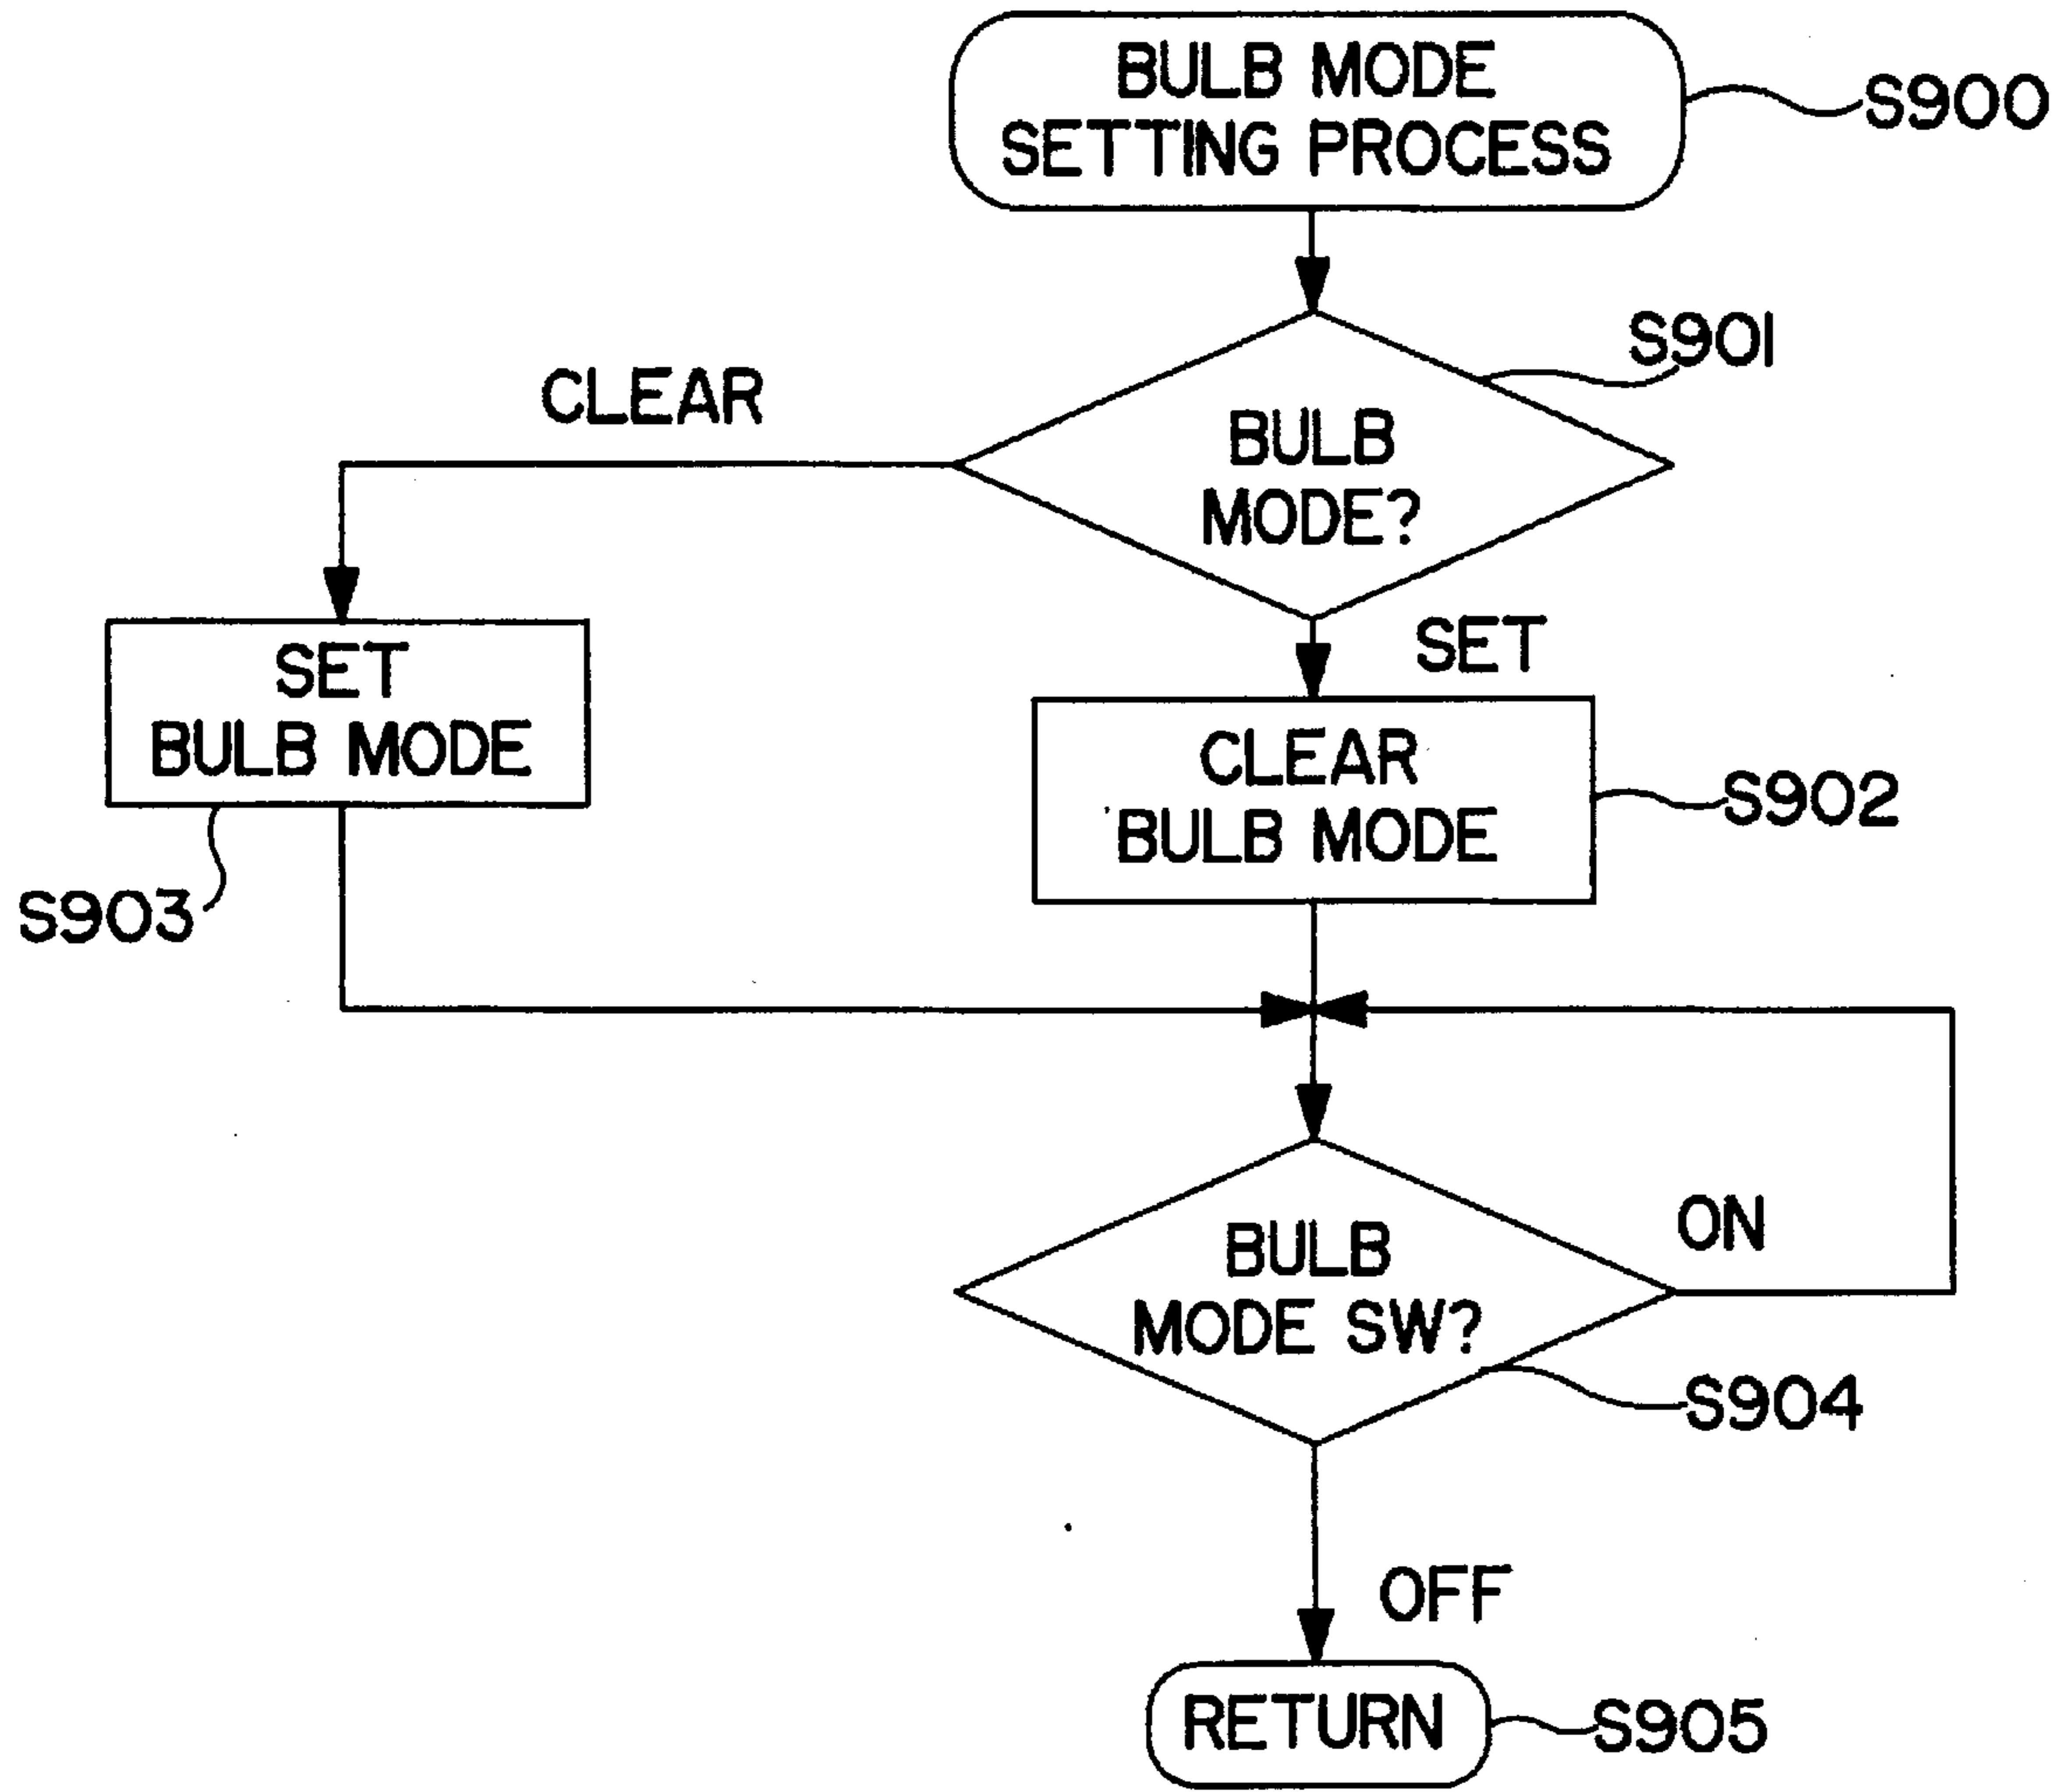 BULB MODE
SETTING PROCESS
S900
S901
CLEAR
BULB
MODE?
SET
SET
BULB MODE
CLEAR
BULB MODE
S902
S903
ON
BULB
MODE SW?
S904
OFF
RETURN
S905